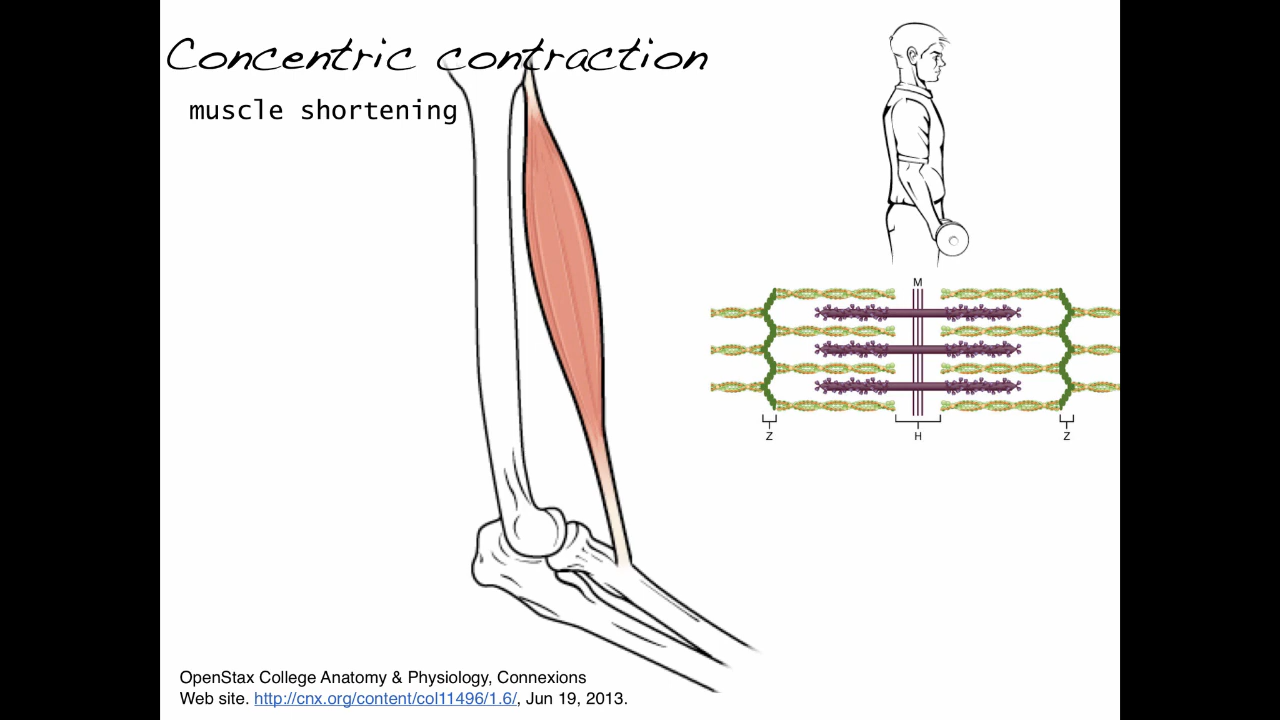 Concentric contraction
muscle shortening
M
Z
H
Z
OpenStax College Anatomy & Physiology, Connexions
Web site. http://cnx.org/content/col11496/1.6/, Jun 19, 2013.